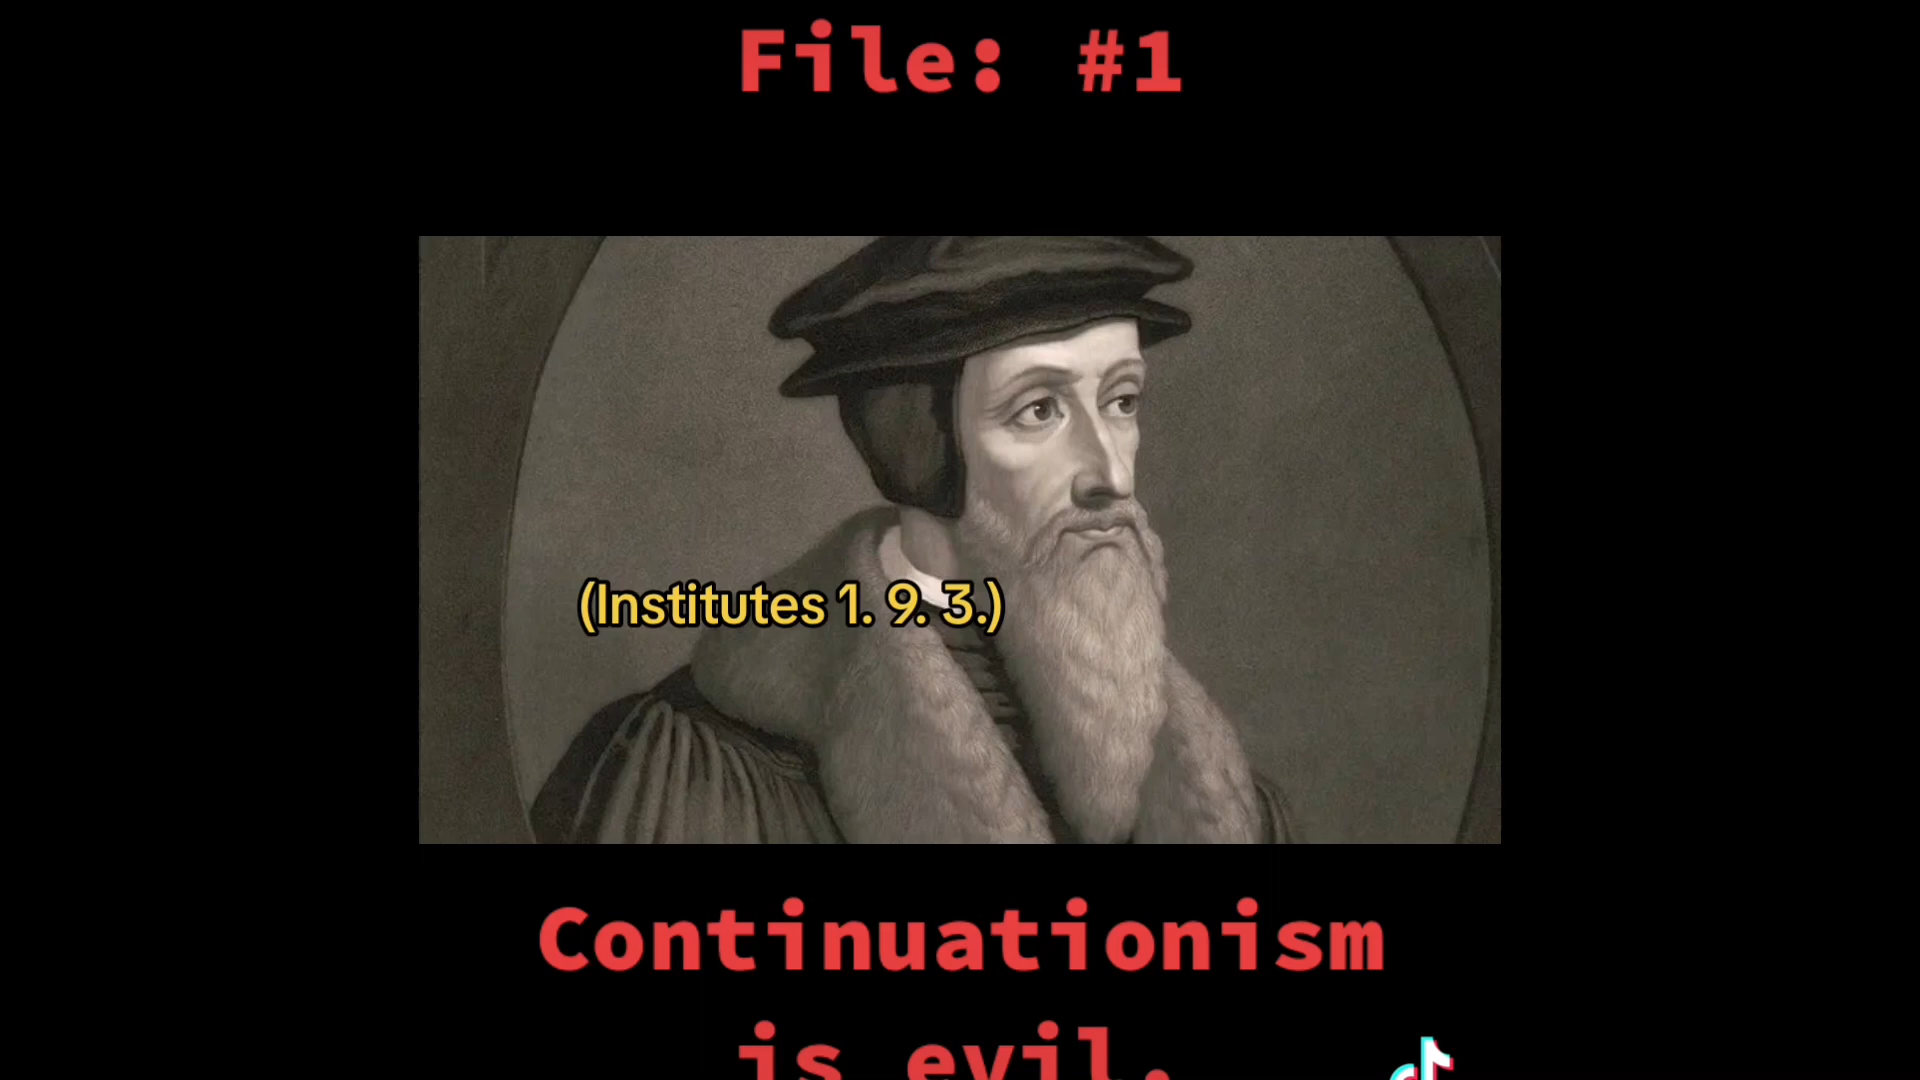 File: #1
(Institutes 1. 9. 3.)
Continuationism
is evil.